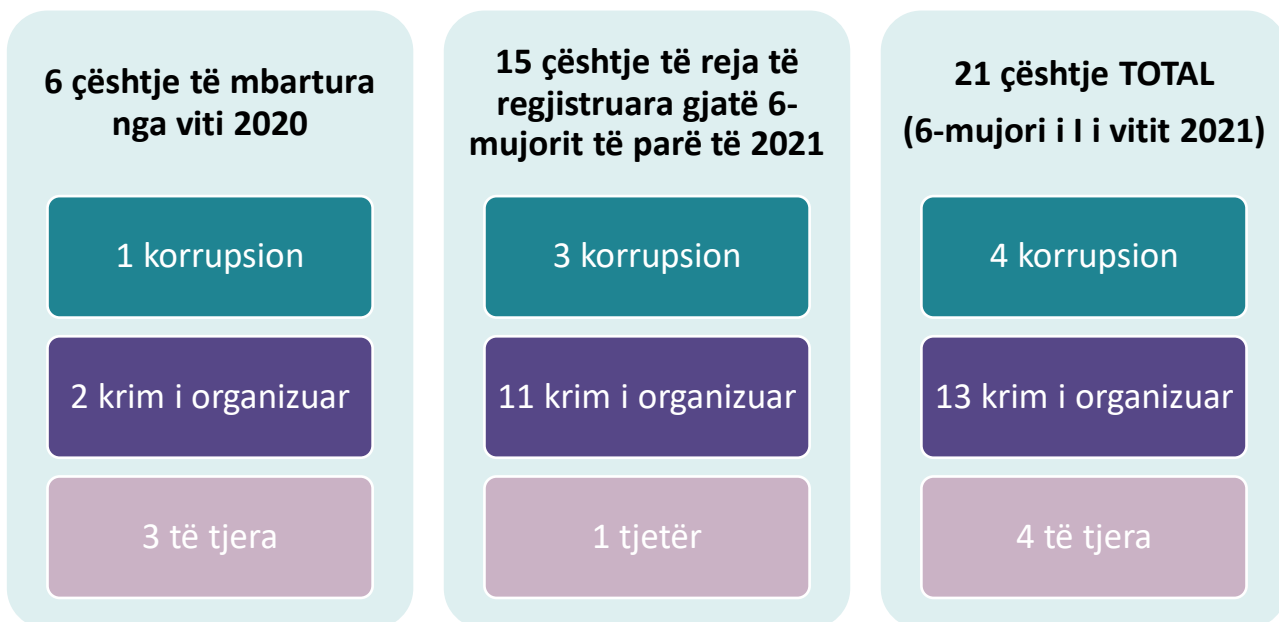 6 çështje të mbartura
nga viti 2020
1 korrupsion
2 krim i organizuar
3 të tjera
15 çështje të reja të
regjistruara gjatë 6-
mujorit të parë të 2021
3 korrupsion
11 krim i organizuar
1 tjetër
21 çështje TOTAL
(6-mujori i I i vitit 2021)
4 korrupsion
13 krim i organizuar
4 të tjera